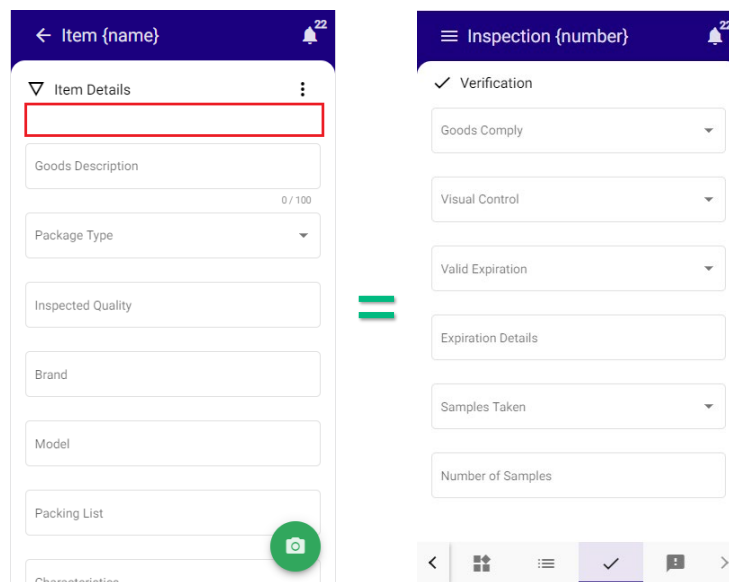 Item {name}
22
Item Details
Goods Description
0 / 100
Package Type
Inspected Quality
Brand
Model
Packing List
Characteristics
=
Inspection {number}
22
Verification
Goods Comply
Visual Control
Valid Expiration
Expiration Details
Samples Taken
Number of Samples